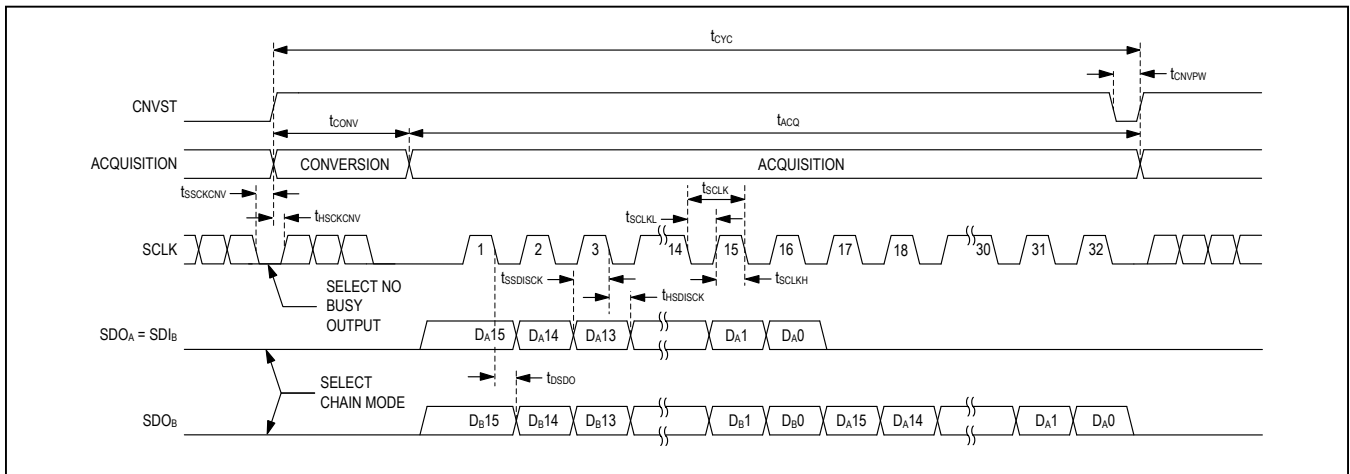 tCYC
tCNVPW
CNVST
tCONV
tACQ
ACQUISITION
CONVERSION
ACQUISITION
tSSCKCNV
tHSCKCNV
tSCLK
tSCLKL
SCLK
1 2 3 14 15 16 17 18 30 31 32
tSSDISCK
tHSDISCK
tSCLKH
SELECT NO
BUSY
OUTPUT
SDOA = SDIB
DA15 DA14 DA13 DA1 DA0
SELECT
CHAIN MODE
tDSDO
SDOB
DB15 DB14 DB13 DB1 DB0 DA15 DA14 DA1 DA0